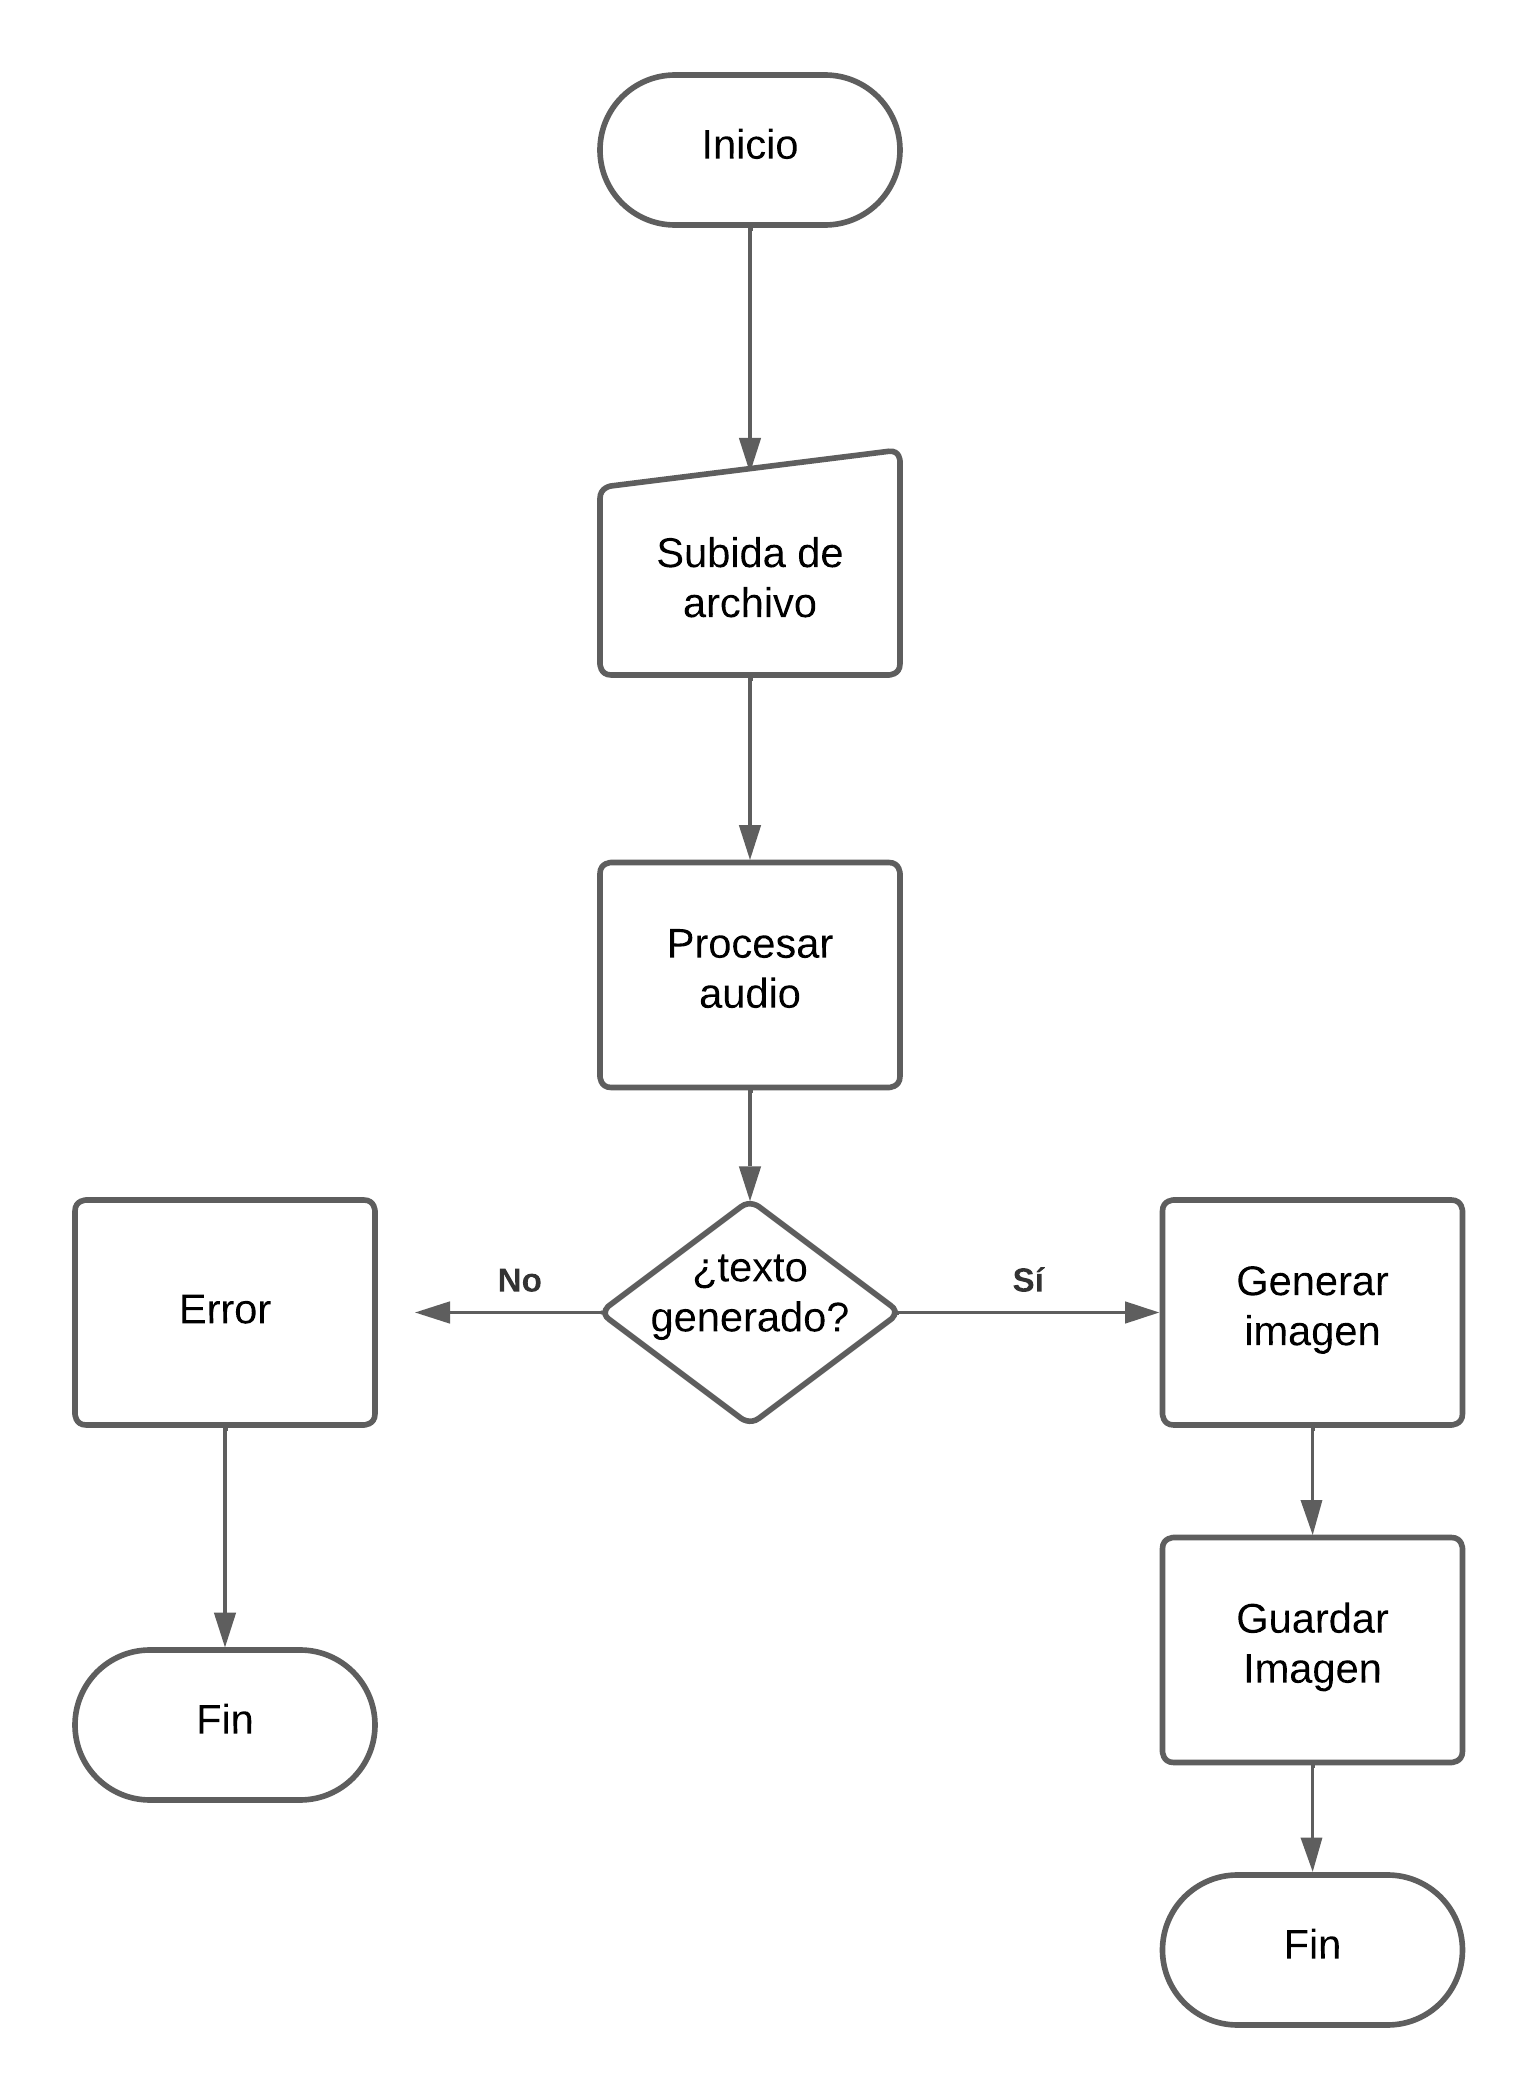 Inicio
Subida de
archivo
Procesar
audio
Error
No
¿texto
generado?
Sí
Generar
imagen
Guardar
Imagen
Fin
Fin